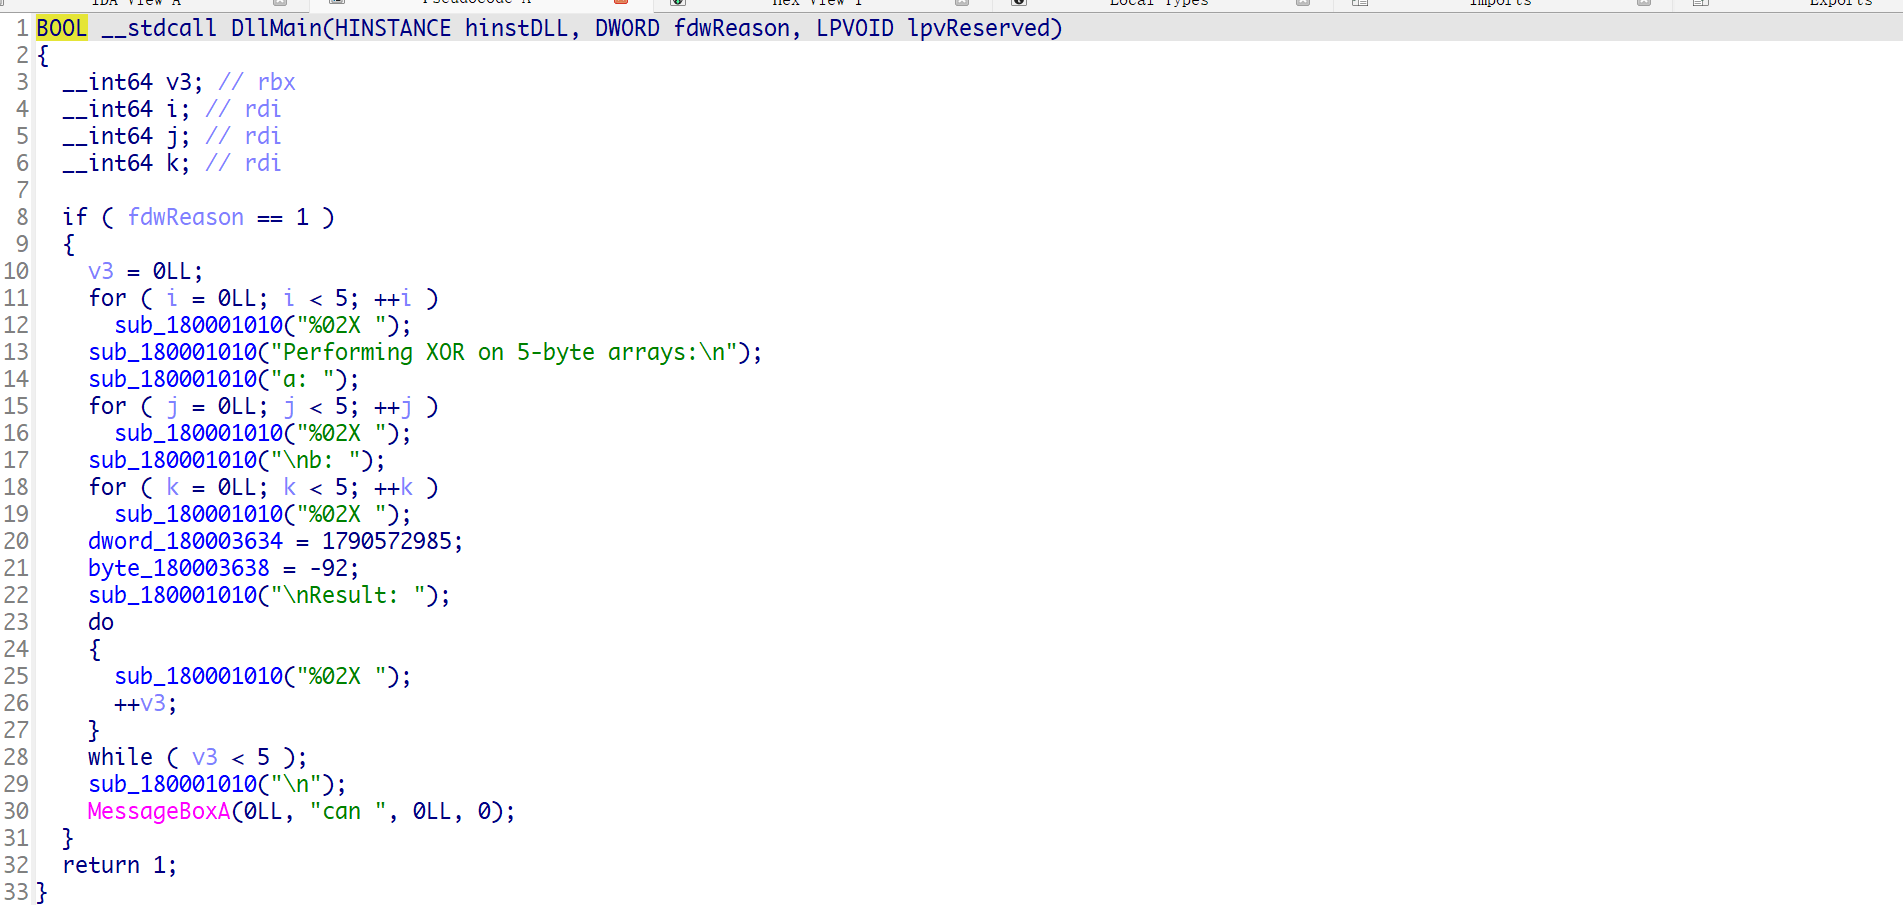 IDA View-A Pseudocode-A Hex View-1 Local Types Imports Exports
1 BOOL __stdcall DllMain(HINSTANCE hinstDLL, DWORD fdwReason, LPVOID lpvReserved)
2 {
3 __int64 v3; // rbx
4 __int64 i; // rdi
5 __int64 j; // rdi
6 __int64 k; // rdi
7
8 if ( fdwReason == 1 )
9 {
10 v3 = 0LL;
11 for ( i = 0LL; i < 5; ++i )
12 sub_180001010("%02X ");
13 sub_180001010("Performing XOR on 5-byte arrays:\n");
14 sub_180001010("a: ");
15 for ( j = 0LL; j < 5; ++j )
16 sub_180001010("%02X ");
17 sub_180001010("\nb: ");
18 for ( k = 0LL; k < 5; ++k )
19 sub_180001010("%02X ");
20 dword_180003634 = 1790572985;
21 byte_180003638 = -92;
22 sub_180001010("\nResult: ");
23 do
24 {
25 sub_180001010("%02X ");
26 ++v3;
27 }
28 while ( v3 < 5 );
29 sub_180001010("\n");
30 MessageBoxA(0LL, "can ", 0LL, 0);
31 }
32 return 1;
33 }